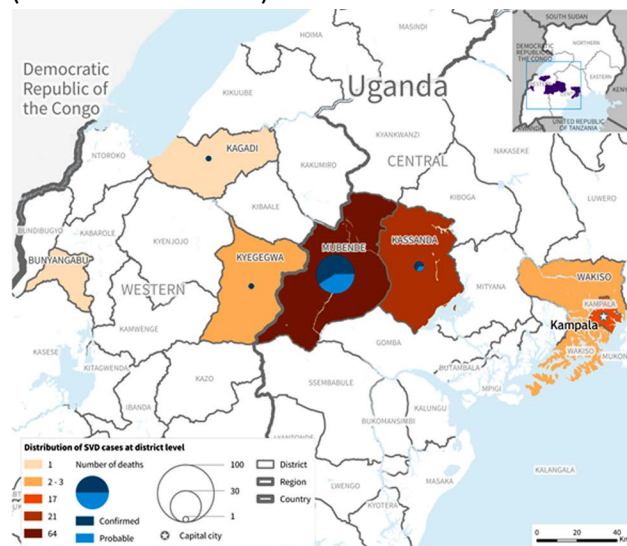 HOIMA
MASINDI
Democratic
Republic of
the Congo
KIKUUBE
Uganda
SOUTH SUDAN
DEMOCRATIC
REPUBLIC OF
THE CONGO
NORTHERN
EASTERN
UNITED REPUBLIC
OF TANZANIA
NTOROKO
KAGADI
KAKUMIRO
KYANKWANZI
CENTRAL
NAKASEKE
KIBOGA
LUWERO
BUNDIBUGYO
KABAROLE
KIBAALE
KYENJOJO
BUNYANGABU
KYEGEGWA
MUBENDE
KASSANDA
WAKISO
WESTERN
MITYANA
KAMPALA
Kampala
KAMWENGE
GOMBA
WAKISO
MUKON
KASESE
KITAGWENDA
KAZO
SSEMBABULE
BUTAMBALA
MPIGI
IBANDA
BUKOMANSIMBI
KALUNGU
KALANGALA
LWENGO
MASAKA
KYOTERA
Distribution of SVD cases at district level
1
2 - 3
17
21
64
Number of deaths
Confirmed
Probable
100
30
1
Capital city
District
Region
Country
0
20
40
Km